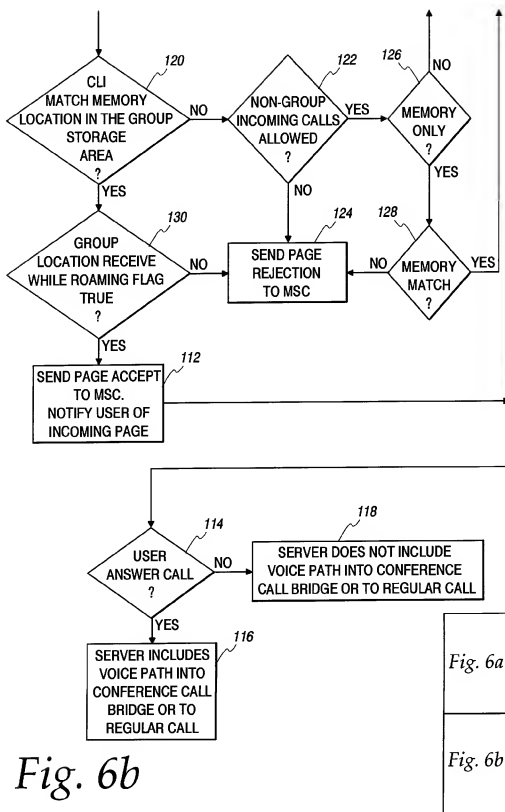 120
CLI
MATCH MEMORY
LOCATION IN THE GROUP
STORAGE
AREA
?
NO
YES
122
NON-GROUP
INCOMING CALLS
ALLOWED
?
YES
NO
126
NO
MEMORY
ONLY
?
YES
130
GROUP
LOCATION RECEIVE
WHILE ROAMING FLAG
TRUE
?
NO
YES
124
SEND PAGE
REJECTION
TO MSC
128
MEMORY
MATCH
?
NO
YES
112
SEND PAGE ACCEPT
TO MSC.
NOTIFY USER OF
INCOMING PAGE
114
USER
ANSWER CALL
?
NO
YES
118
SERVER DOES NOT INCLUDE
VOICE PATH INTO CONFERENCE
CALL BRIDGE OR TO REGULAR CALL
116
SERVER INCLUDES
VOICE PATH INTO
CONFERENCE CALL
BRIDGE OR TO
REGULAR CALL
Fig. 6a
Fig. 6b
Fig. 6b